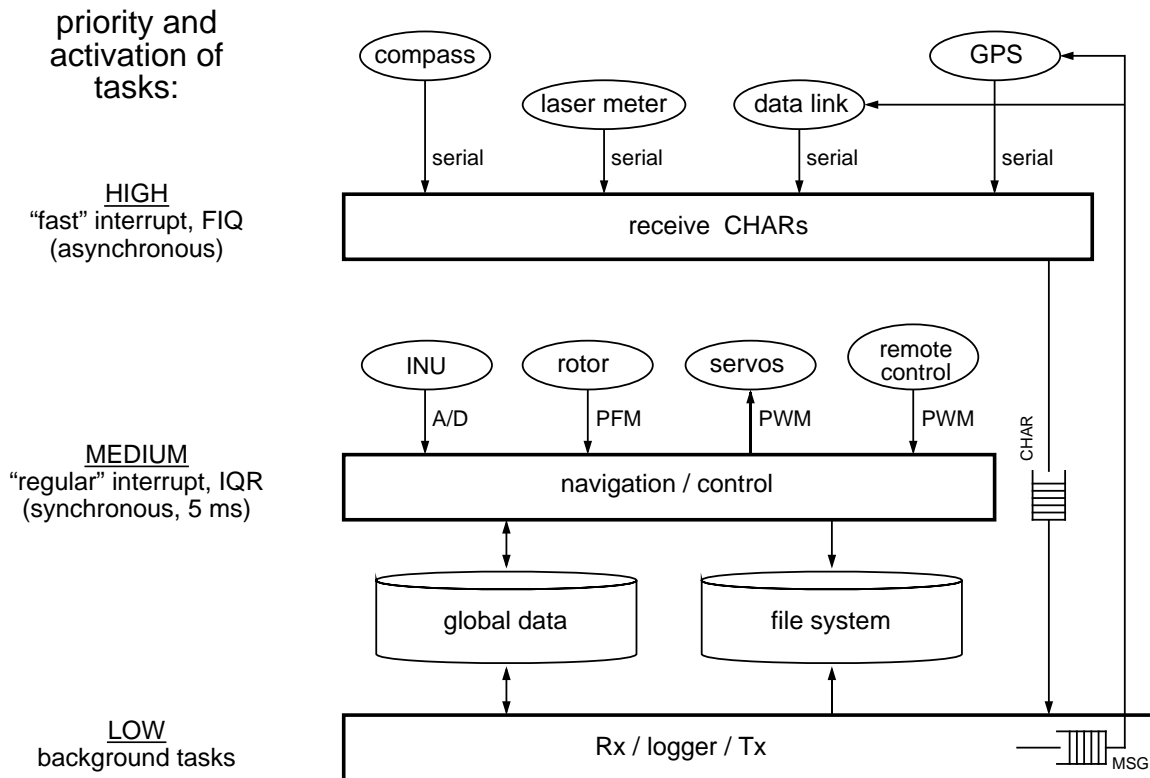 priority and
activation of
tasks:
compass
GPS
laser meter
data link
serial
serial
serial
serial
HIGH
“fast” interrupt, FIQ
(asynchronous)
receive CHARs
INU
rotor
servos
remote
control
A/D
PFM
PWM
PWM
CHAR
MEDIUM
“regular” interrupt, IQR
(synchronous, 5 ms)
navigation / control
global data
file system
LOW
background tasks
Rx / logger / Tx
MSG